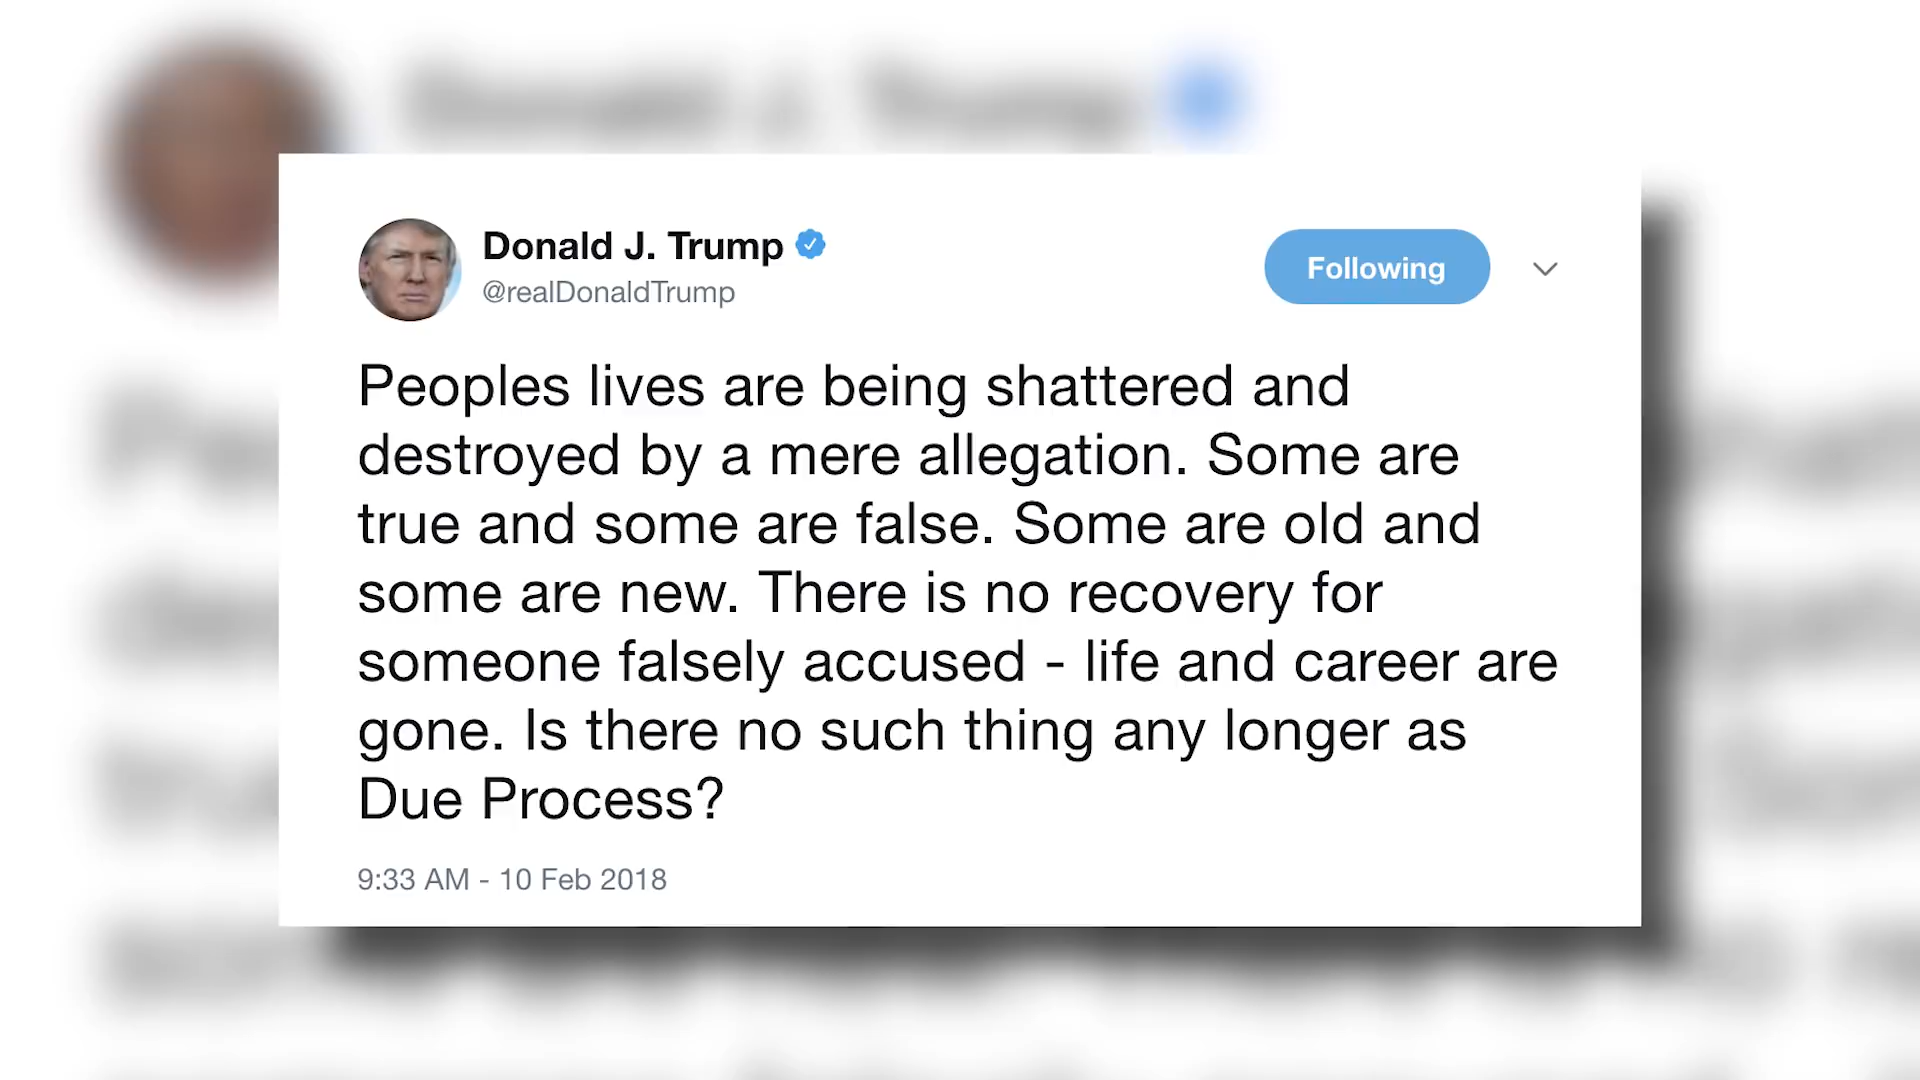 Donald J. Trump
@realDonaldTrump
Following
Peoples lives are being shattered and
destroyed by a mere allegation. Some are
true and some are false. Some are old and
some are new. There is no recovery for
someone falsely accused - life and career are
gone. Is there no such thing any longer as
Due Process?
9:33 AM - 10 Feb 2018